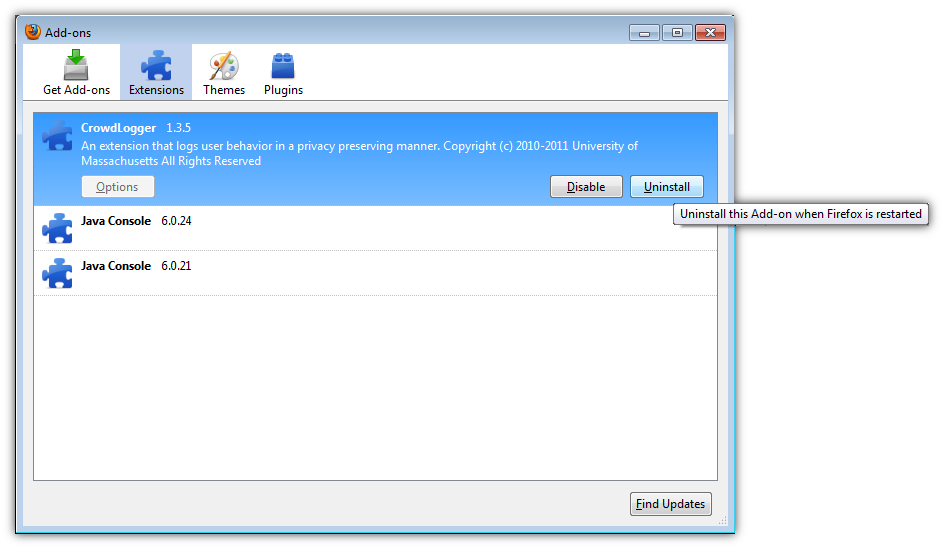 Add-ons
Get Add-ons Extensions Themes Plugins
CrowdLogger 1.3.5
An extension that logs user behavior in a privacy preserving manner. Copyright (c) 2010-2011 University of
Massachusetts All Rights Reserved
Options Disable Uninstall
Uninstall this Add-on when Firefox is restarted
Java Console 6.0.24
Java Console 6.0.21
Find Updates